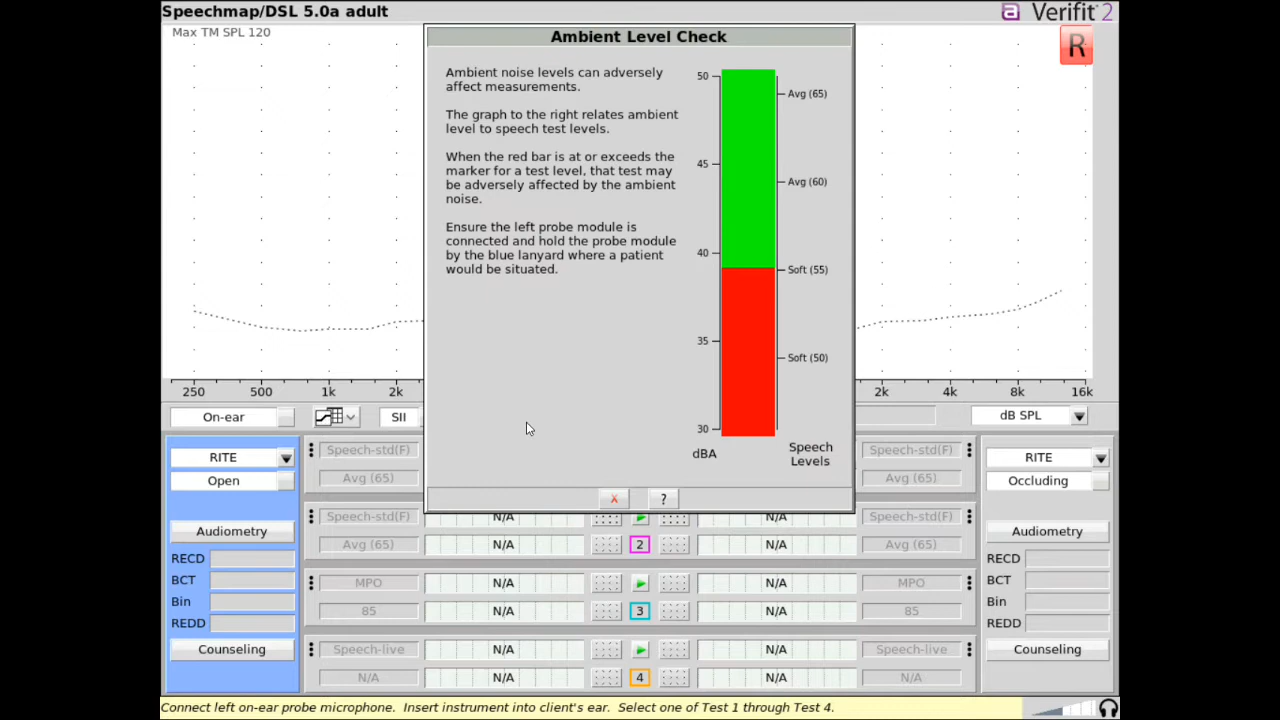 Speechmap/DSL 5.0a adult
a Verifit 2
Max TM SPL 120
R
Ambient Level Check
Ambient noise levels can adversely
affect measurements.
The graph to the right relates ambient
level to speech test levels.
When the red bar is at or exceeds the
marker for a test level, that test may
be adversely affected by the ambient
noise.
Ensure the left probe module is
connected and hold the probe module
by the blue lanyard where a patient
would be situated.
50 Avg (65)
45 Avg (60)
40 Soft (55)
35 Soft (50)
30
dBA
Speech
Levels
x ?
250 500 1k 2k 2k 4k 8k 16k
On-ear SII dB SPL
RITE
Open
Audiometry
RECD
BCT
Bin
REDD
Counseling
Speech-std(F) Speech-std(F)
Avg (65) Avg (65)
Speech-std(F) N/A N/A Speech-std(F)
Avg (65) N/A 2 N/A Avg (65)
MPO N/A N/A MPO
85 N/A 3 N/A 85
Speech-live N/A N/A Speech-live
N/A N/A 4 N/A N/A
RITE
Occluding
Audiometry
RECD
BCT
Bin
REDD
Counseling
Connect left on-ear probe microphone. Insert instrument into client's ear. Select one of Test 1 through Test 4.